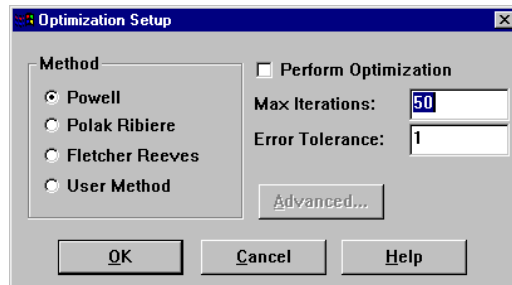 Optimization Setup
Method
Powell
Polak Ribiere
Fletcher Reeves
User Method
Perform Optimization
Max Iterations: 50
Error Tolerance: 1
Advanced...
OK Cancel Help